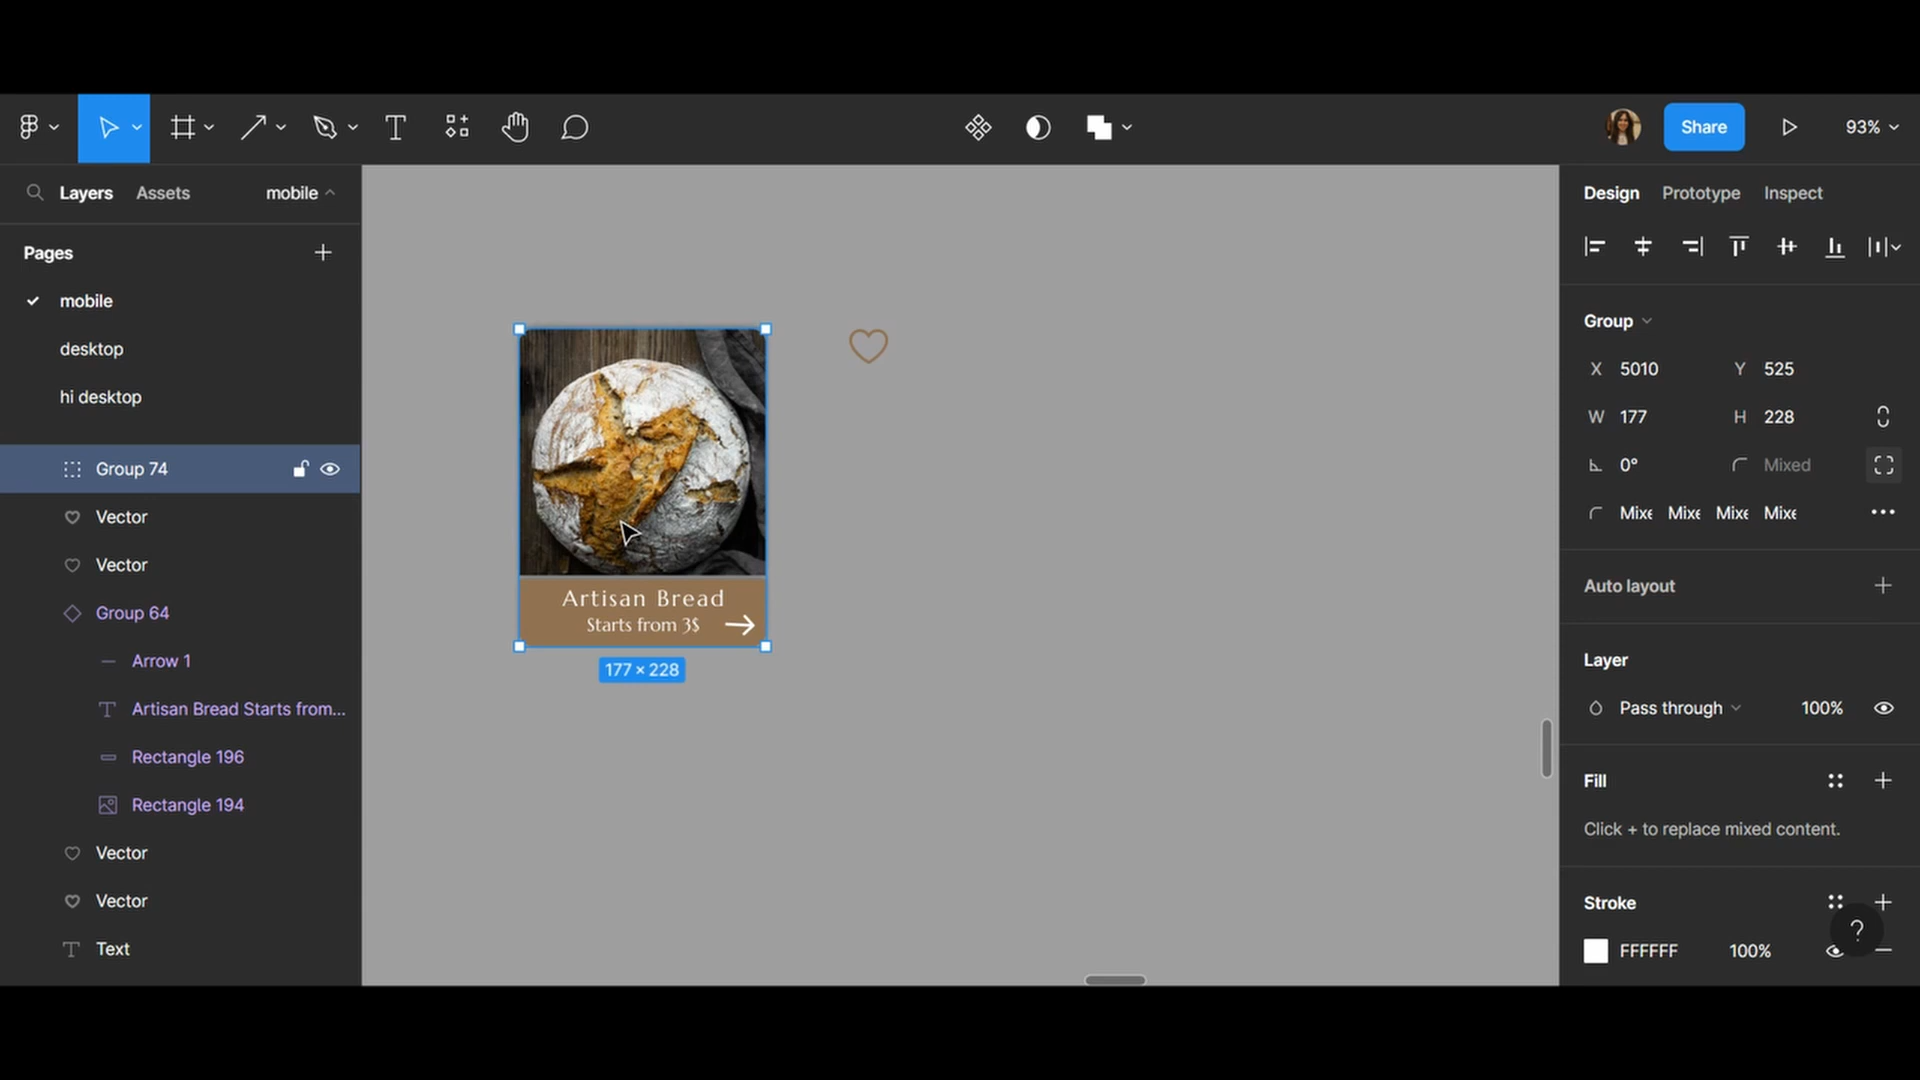 Share
93%
Layers
Assets
mobile
Pages
mobile
desktop
hi desktop
Group 74
Vector
Vector
Group 64
Arrow 1
Artisan Bread Starts from...
Rectangle 196
Rectangle 194
Vector
Vector
Text
Artisan Bread
Starts from 3$
177 × 228
Design
Prototype
Inspect
Group
X 5010
Y 525
W 177
H 228
0°
Mixed
Mixe Mixe Mixe Mixe
Auto layout
Layer
Pass through
100%
Fill
Click + to replace mixed content.
Stroke
FFFFFF
100%
?